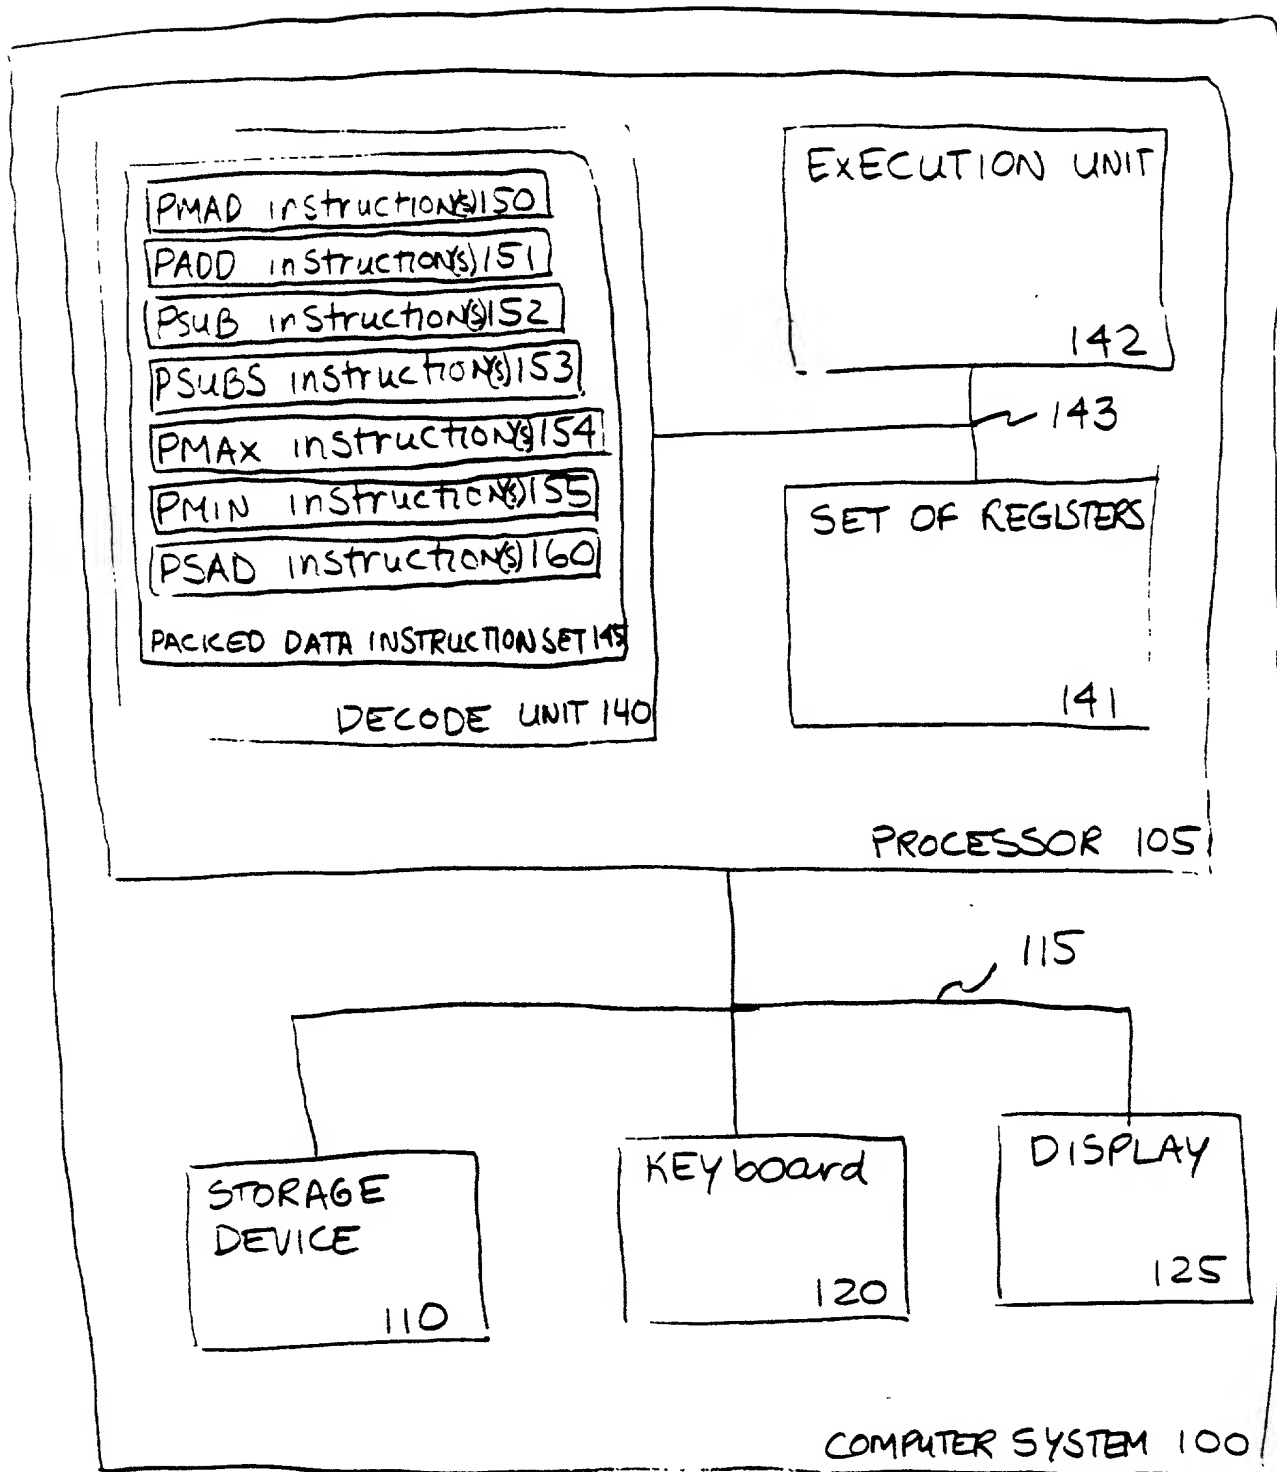 PMAD instruction(s) 150
PADD instruction(s) 151
PSUB instruction(s) 152
PSUBS instruction(s) 153
PMAX instruction(s) 154
PMIN instruction(s) 155
PSAD instruction(s) 160
PACKED DATA INSTRUCTION SET 145
DECODE UNIT 140
EXECUTION UNIT
142
143
SET OF REGISTERS
141
PROCESSOR 105
115
STORAGE
DEVICE
110
KEYboard
120
DISPLAY
125
COMPUTER SYSTEM 100